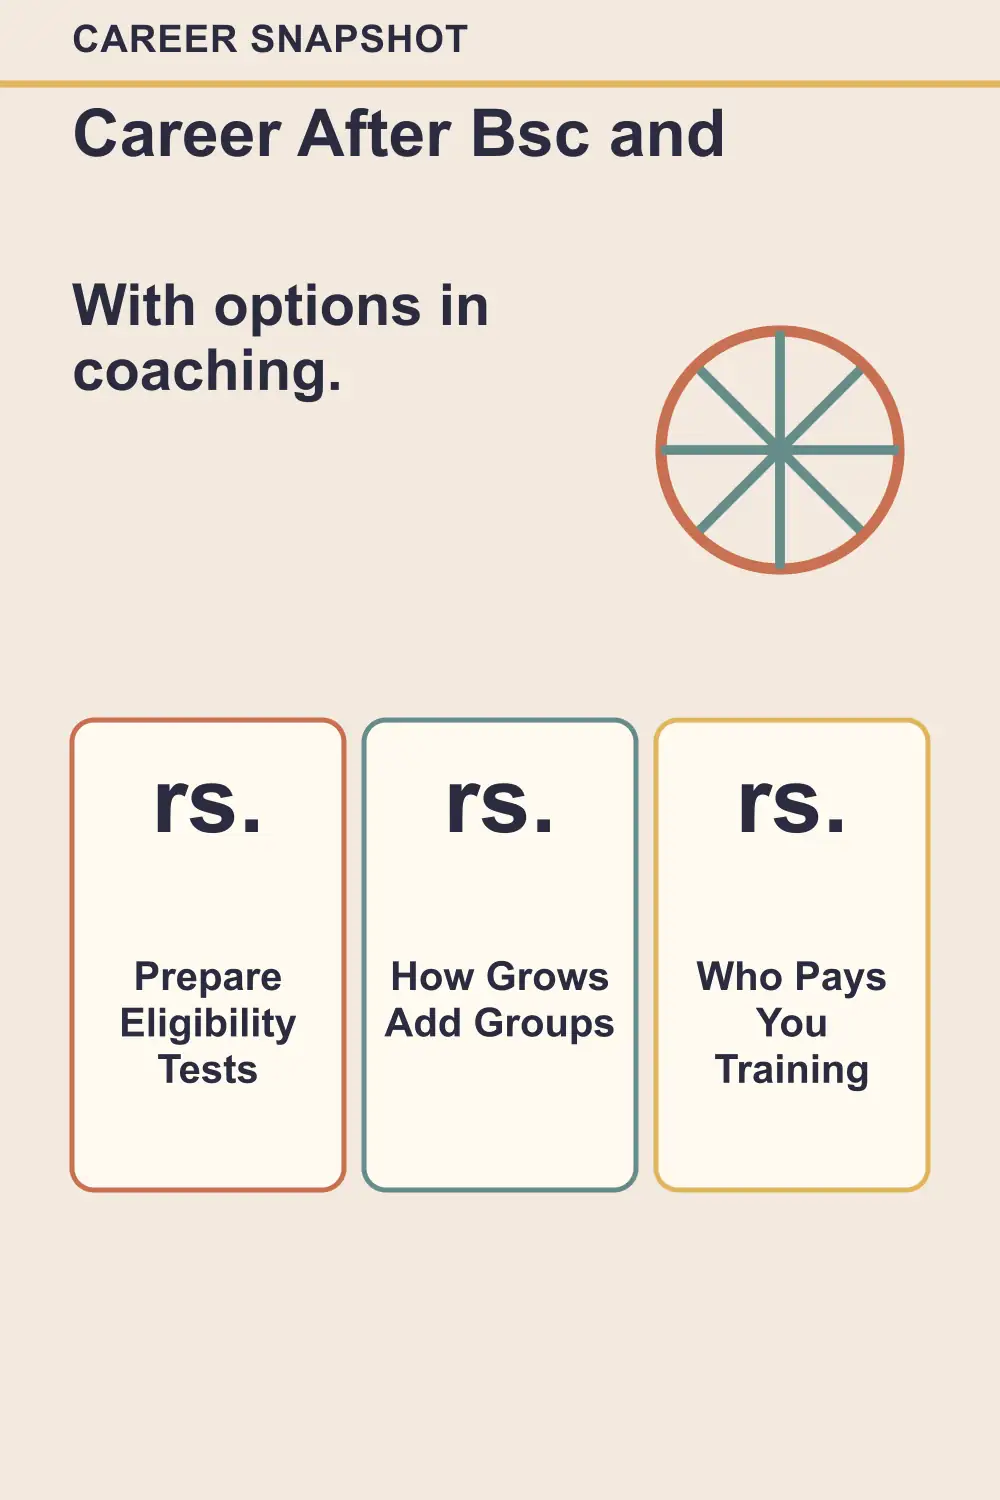 CAREER SNAPSHOT
Career After Bsc and
With options in
coaching.
rs.
Prepare
Eligibility
Tests
rs.
How Grows
Add Groups
rs.
Who Pays
You
Training